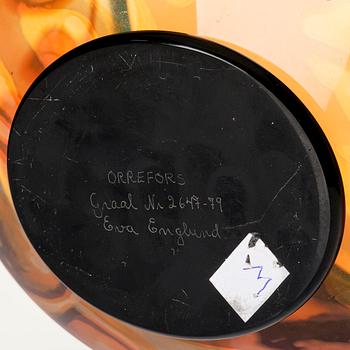 ORREFORS
Graal Nr 2647-79
Eva Englund